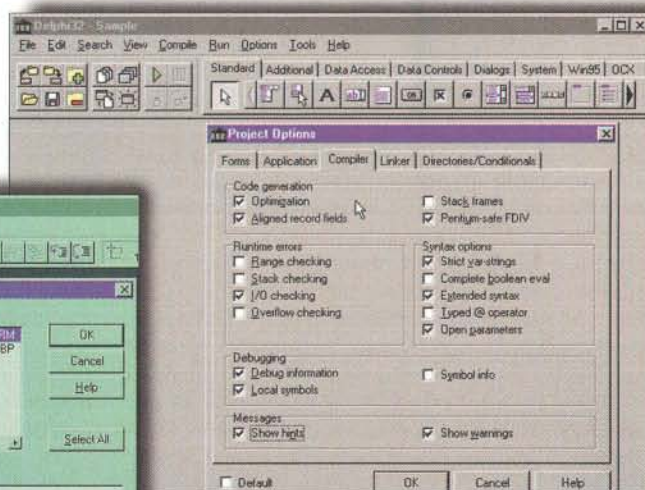 Delphi32 - Sample
File Edit Search View Compile Run Options Tools Help
Standard Additional Data Access Data Controls Dialogs System Win95 OCX
A ab OK
Project Options
Forms Application Compiler Linker Directories/Conditionals
Code generation
Optimization
Aligned record fields
Stack frames
Pentium-safe FDIV
Runtime errors
Range checking
Stack checking
I/O checking
Overflow checking
Syntax options
Strict var-strings
Complete boolean eval
Extended syntax
Typed @ operator
Open parameters
Debugging
Debug information
Local symbols
Symbol info
Messages
Show hints
Show warnings
Default
OK
Cancel
Help
RM
BP
OK
Cancel
Help
Select All